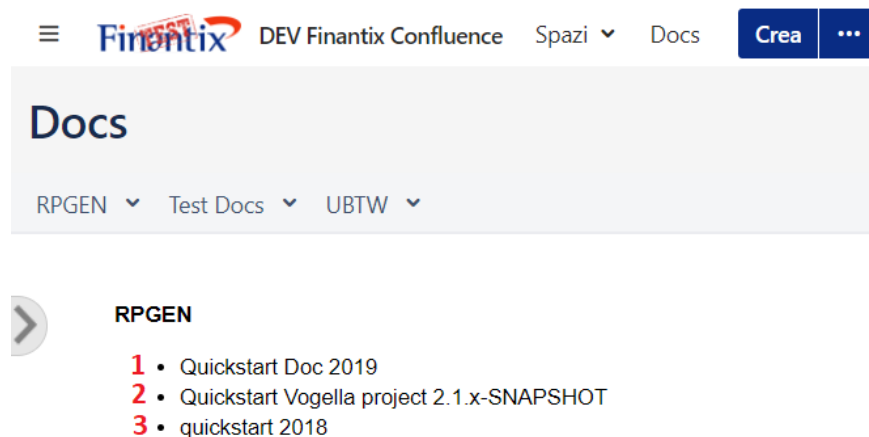 Finantix TEST DEV Finantix Confluence Spazi Docs Crea ...
Docs
RPGEN Test Docs UBTW
RPGEN
1 • Quickstart Doc 2019
2 • Quickstart Vogella project 2.1.x-SNAPSHOT
3 • quickstart 2018